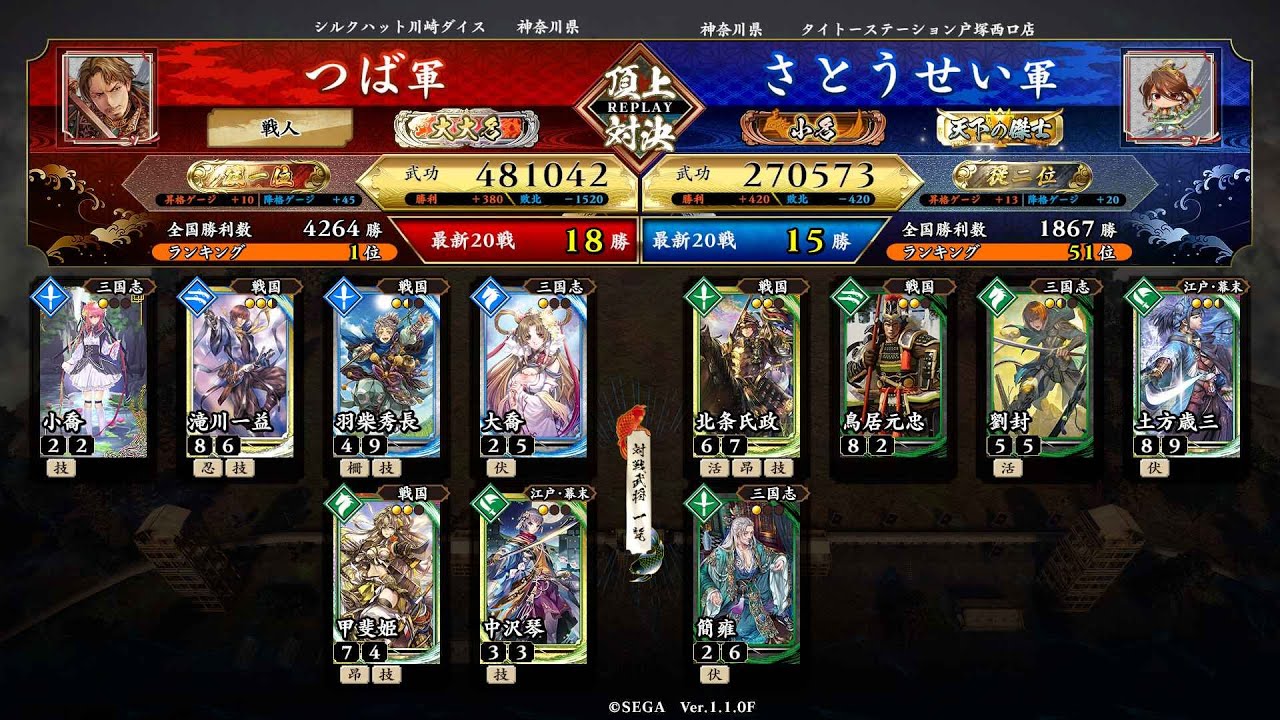 シルクハット川崎ダイス 神奈川県
神奈川県 タイトーステーション戸塚西口店
つば軍
頂上
REPLAY
対決
さとうせい軍
戦人
大大名
小名
天下の傑士
従一位
武功 481042
武功 270573
従二位
昇格ゲージ +10 降格ゲージ +45
勝利 +380 敗北 -1520
勝利 +420 敗北 -420
昇格ゲージ +13 降格ゲージ +20
全国勝利数 4264 勝
ランキング 1位
最新20戦 18勝
最新20戦 15勝
全国勝利数 1867 勝
ランキング 51位
三国志
小喬
2 2
技
戦国
滝川一益
8 6
忍 技
戦国
羽柴秀長
4 9
柵 技
三国志
大喬
2 5
伏
戦国
北条氏政
6 7
活 昂 技
戦国
鳥居元忠
8 2
三国志
劉封
5 5
活
江戸・幕末
土方歳三
8 9
伏
対戦武将一覧
戦国
甲斐姫
7 4
昂 技
江戸・幕末
中沢琴
3 3
技
三国志
簡雍
2 6
伏
©SEGA Ver.1.1.0F